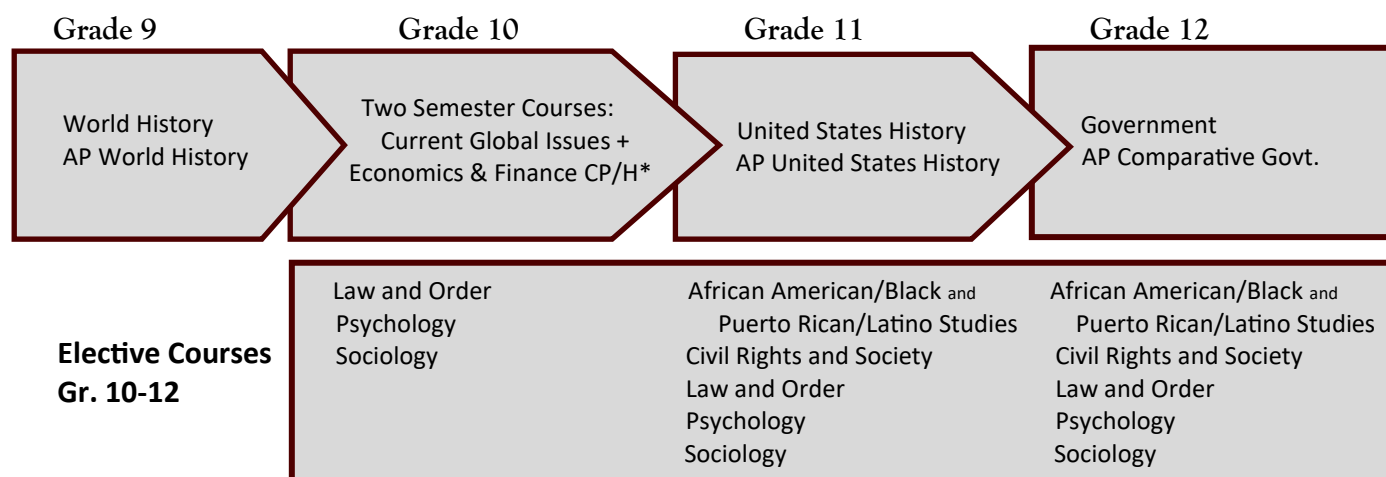 Grade 9
Grade 10
Grade 11
Grade 12
World History
AP World History
Two Semester Courses:
Current Global Issues +
Economics & Finance CP/H*
United States History
AP United States History
Government
AP Comparative Govt.
Elective Courses
Gr. 10-12
Law and Order
Psychology
Sociology
African American/Black and
Puerto Rican/Latino Studies
Civil Rights and Society
Law and Order
Psychology
Sociology
African American/Black and
Puerto Rican/Latino Studies
Civil Rights and Society
Law and Order
Psychology
Sociology